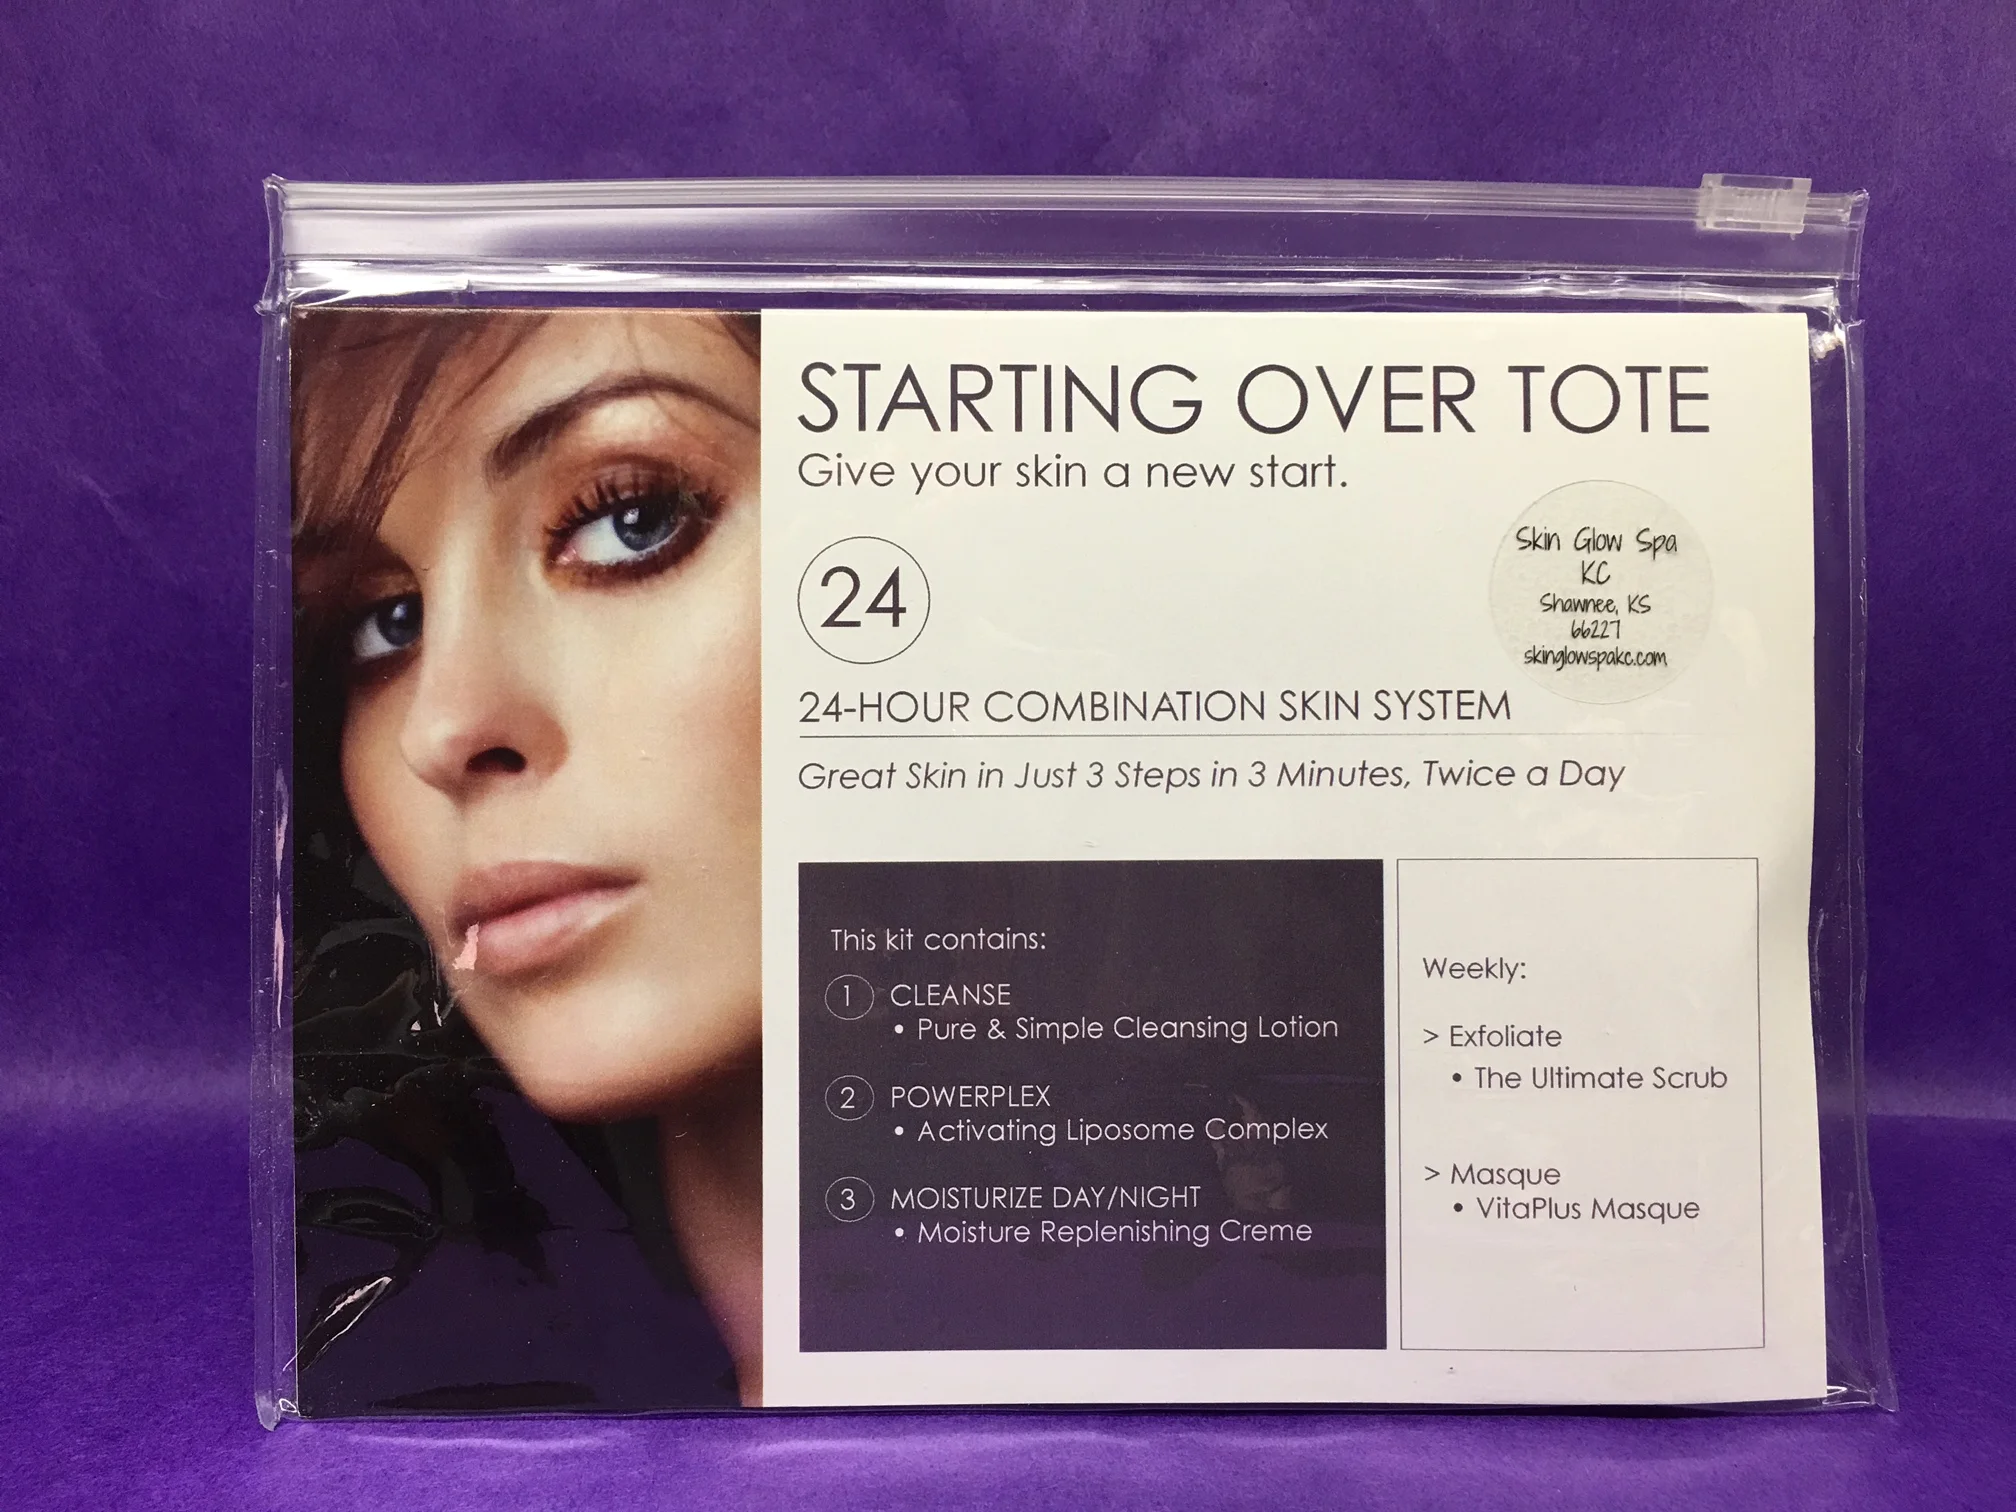 STARTING OVER TOTE
Give your skin a new start.
24
Skin Glow Spa
KC
Shawnee, KS
66227
skinglowspakc.com
24-HOUR COMBINATION SKIN SYSTEM
Great Skin in Just 3 Steps in 3 Minutes, Twice a Day
This kit contains:
1 CLEANSE
• Pure & Simple Cleansing Lotion
2 POWERPLEX
• Activating Liposome Complex
3 MOISTURIZE DAY/NIGHT
• Moisture Replenishing Creme
Weekly:
> Exfoliate
• The Ultimate Scrub
> Masque
• VitaPlus Masque